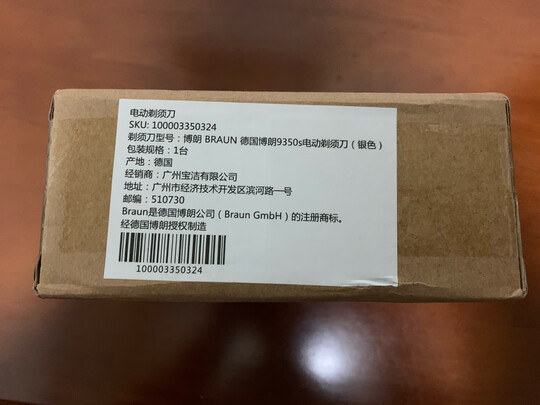 电动剃须刀
SKU: 100003350324
剃须刀型号：博朗 BRAUN 德国博朗9350s电动剃须刀（银色）
包装规格：1台
产地：德国
经销商：广州宝洁有限公司
地址：广州市经济技术开发区滨河路一号
邮编：510730
Braun是德国博朗公司（Braun GmbH）的注册商标。
经德国博朗授权制造
100003350324